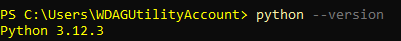 PS C:\Users\WDAGUtilityAccount> python --version
Python 3.12.3